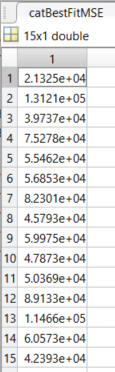 catBestFitMSE
15x1 double
1
1 2.1325e+04
2 1.3121e+05
3 3.9737e+04
4 7.5278e+04
5 5.5462e+04
6 5.6853e+04
7 8.2301e+04
8 4.5793e+04
9 5.9975e+04
10 4.7873e+04
11 5.0369e+04
12 8.9133e+04
13 1.1466e+05
14 6.0573e+04
15 4.2393e+04